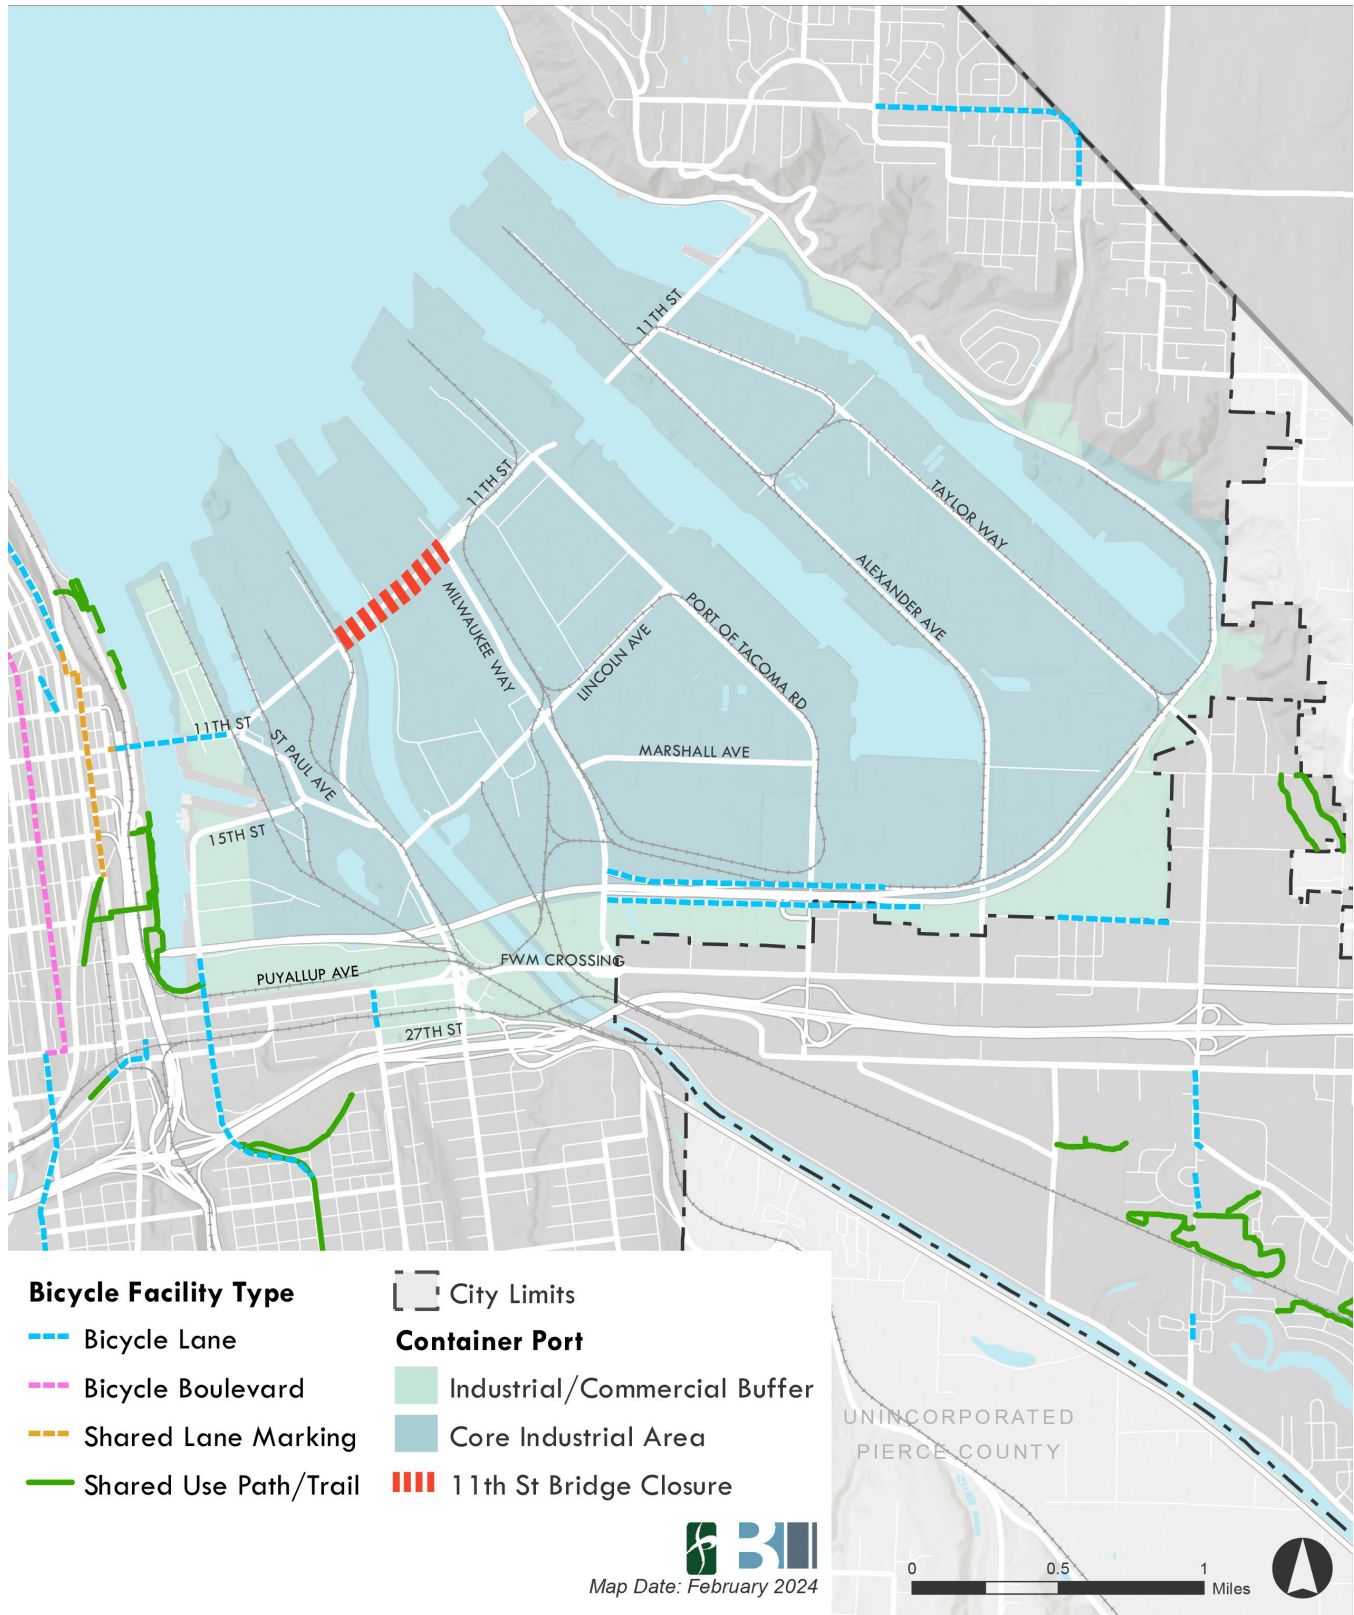 11TH ST
TAYLOR WAY
11TH ST
ALEXANDER AVE
MILWAUKEE WAY
PORT OF TACOMA RD
LINCOLN AVE
11TH ST
ST PAUL AVE
MARSHALL AVE
15TH ST
FWM CROSSING
PUYALLUP AVE
27TH ST
Bicycle Facility Type
Bicycle Lane
Bicycle Boulevard
Shared Lane Marking
Shared Use Path/Trail
City Limits
Container Port
Industrial/Commercial Buffer
Core Industrial Area
11th St Bridge Closure
Map Date: February 2024
UNINCORPORATED
PIERCE COUNTY
0 0.5 1
Miles